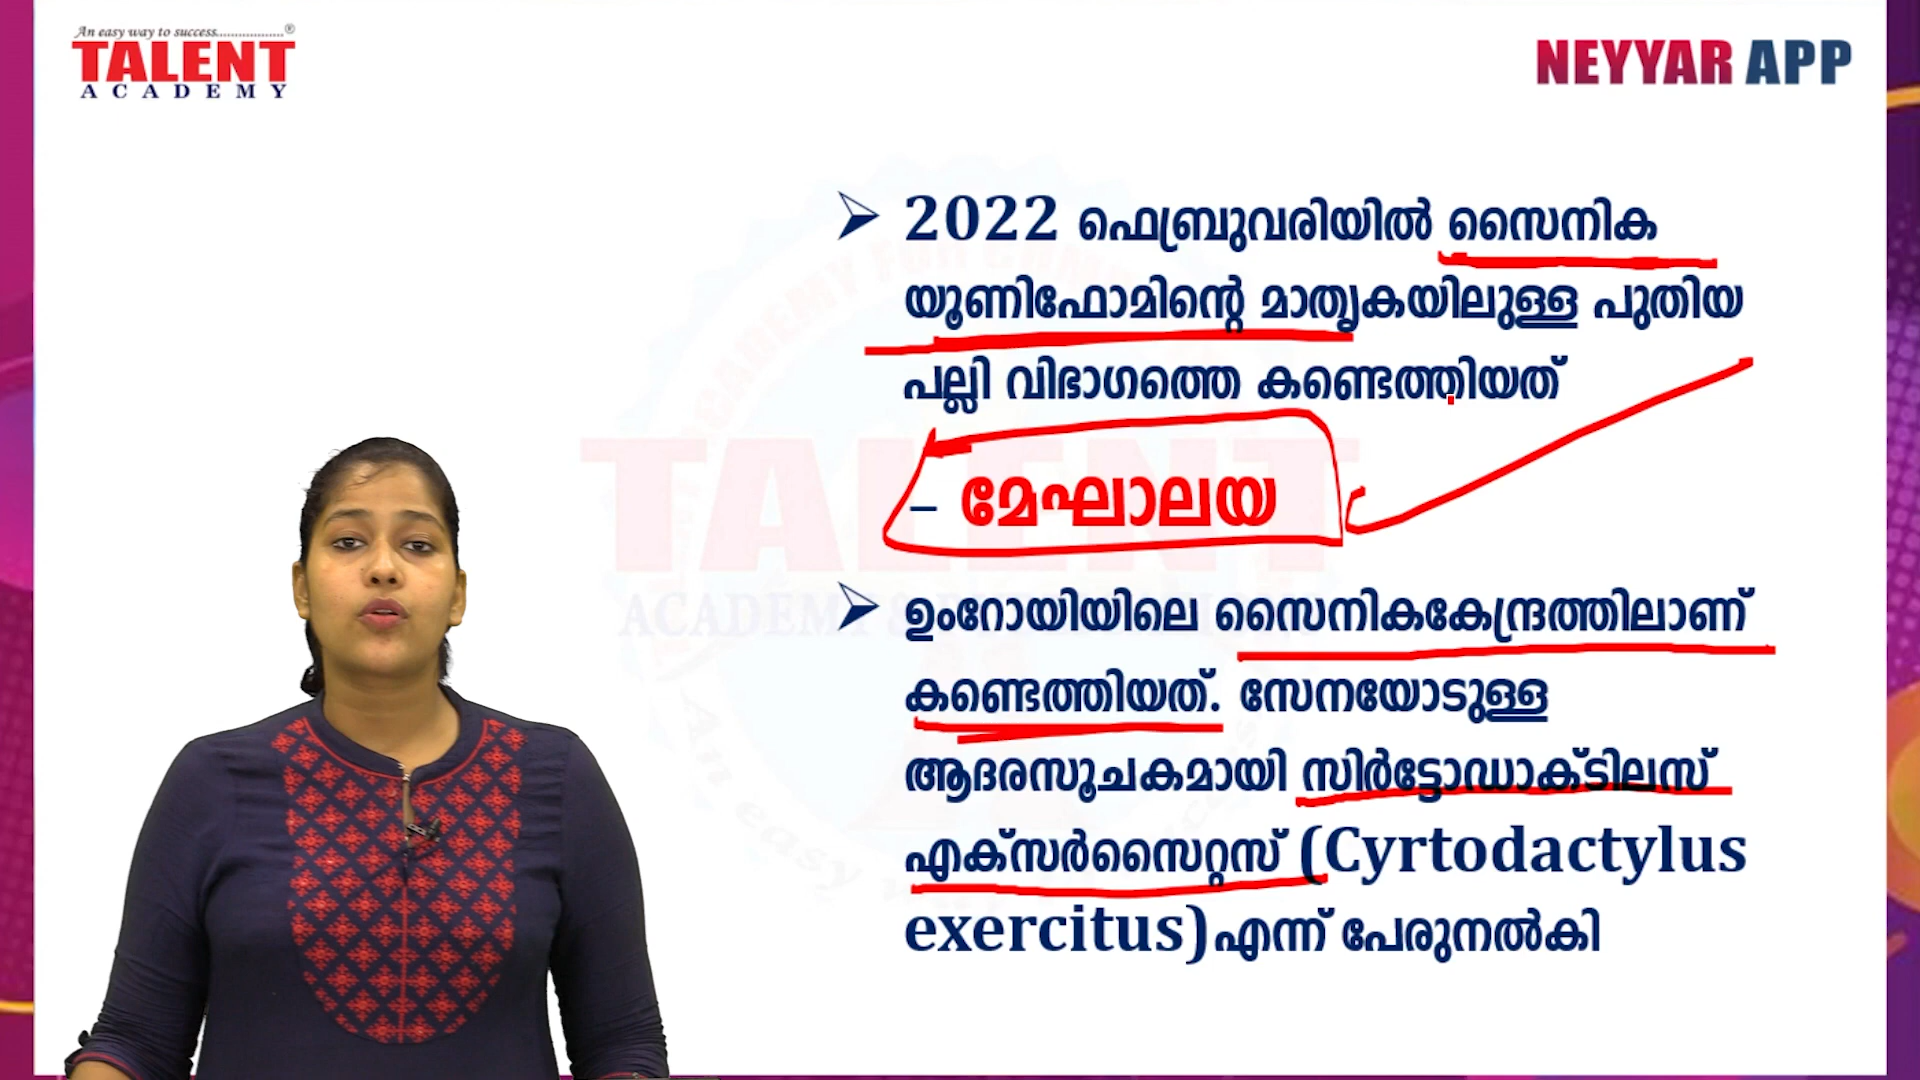 An easy way to success..................®
TALENT
ACADEMY
NEYYAR APP
➢ 2022 ഫെബ്രുവരിയിൽ സൈനിക
യൂണിഫോമിന്റെ മാതൃകയിലുള്ള പുതിയ
പല്ലി വിഭാഗത്തെ കണ്ടെത്തിയത്
– മേഘാലയ
➢ ഉംറോയിയിലെ സൈനികകേന്ദ്രത്തിലാണ്
കണ്ടെത്തിയത്. സേനയോടുള്ള
ആദരസൂചകമായി സിർട്ടോഡാക്ടിലസ്
എക്സർസൈറ്റസ് (Cyrtodactylus
exercitus)എന്ന് പേരുനൽകി